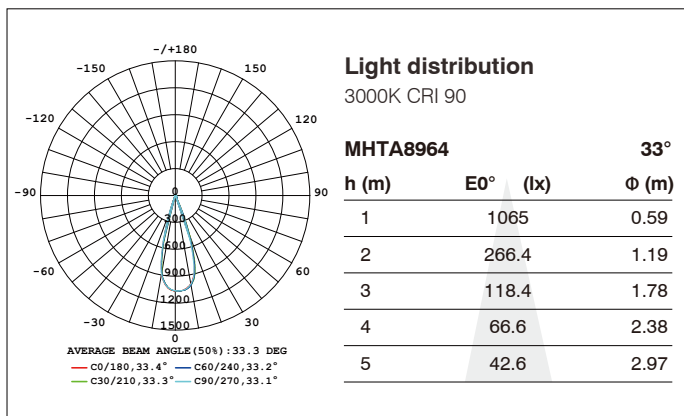 -/+180
-150 150
-120 120
-90 0 90
300
600
-60 900 60
1200
-30 1500 30
0
AVERAGE BEAM ANGLE(50%):33.3 DEG
C0/180,33.4° C60/240,33.2°
C30/210,33.3° C90/270,33.1°
Light distribution
3000K CRI 90
MHTA8964 33°
h (m) E0° (lx) Φ (m)
1 1065 0.59
2 266.4 1.19
3 118.4 1.78
4 66.6 2.38
5 42.6 2.97